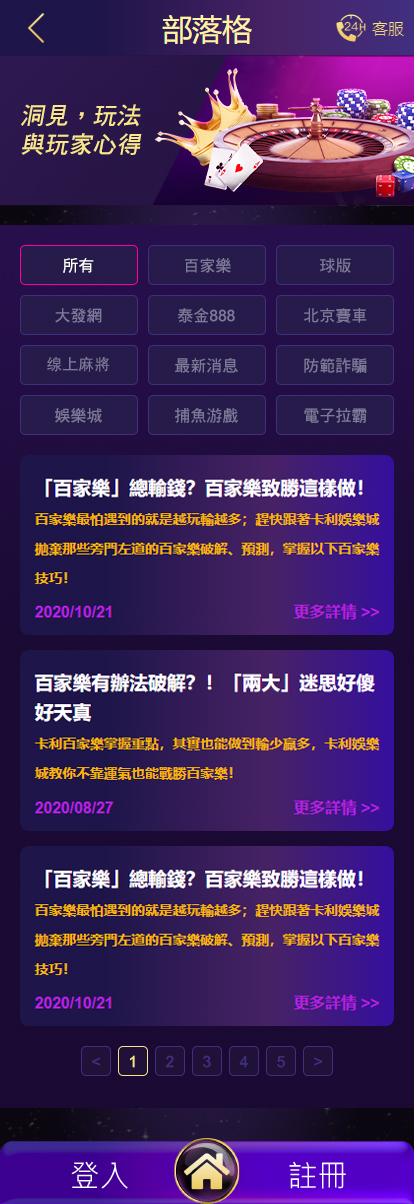 部落格
24H 客服
洞見，玩法
與玩家心得
所有 百家樂 球版
大發網 泰金888 北京賽車
线上麻將 最新消息 防範詐騙
娛樂城 捕魚游戲 電子拉霸
「百家樂」總輸錢？百家樂致勝這樣做！
百家樂最怕遇到的就是越玩輸越多；趕快跟著卡利娛樂城
拋棄那些旁門左道的百家樂破解、預測，掌握以下百家樂
技巧！
2020/10/21 更多詳情 >>
百家樂有辦法破解？！「兩大」迷思好傻
好天真
卡利百家樂掌握重點，其實也能做到輸少贏多，卡利娛樂
城教你不靠運氣也能戰勝百家樂！
2020/08/27 更多詳情 >>
「百家樂」總輸錢？百家樂致勝這樣做！
百家樂最怕遇到的就是越玩輸越多；趕快跟著卡利娛樂城
拋棄那些旁門左道的百家樂破解、預測，掌握以下百家樂
技巧！
2020/10/21 更多詳情 >>
< 1 2 3 4 5 >
登入 註冊